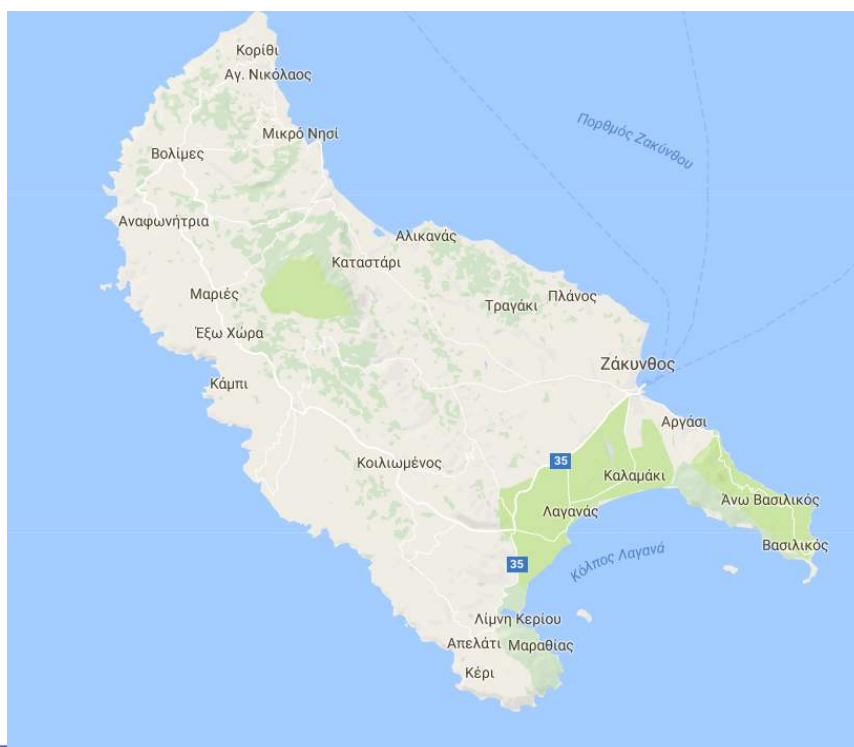 Κορίθι
Αγ. Νικόλαος
Πορθμός Ζακύνθου
Μικρό Νησί
Βολίμες
Αναφωνήτρια
Αλικανάς
Καταστάρι
Μαριές
Πλάνος
Τραγάκι
Έξω Χώρα
Ζάκυνθος
Κάμπι
Αργάσι
Κοιλιωμένος
35
Καλαμάκι
Άνω Βασιλικός
Λαγανάς
Βασιλικός
Κόλπος Λαγανά
35
Λίμνη Κερίου
Απελάτι
Μαραθίας
Κέρι